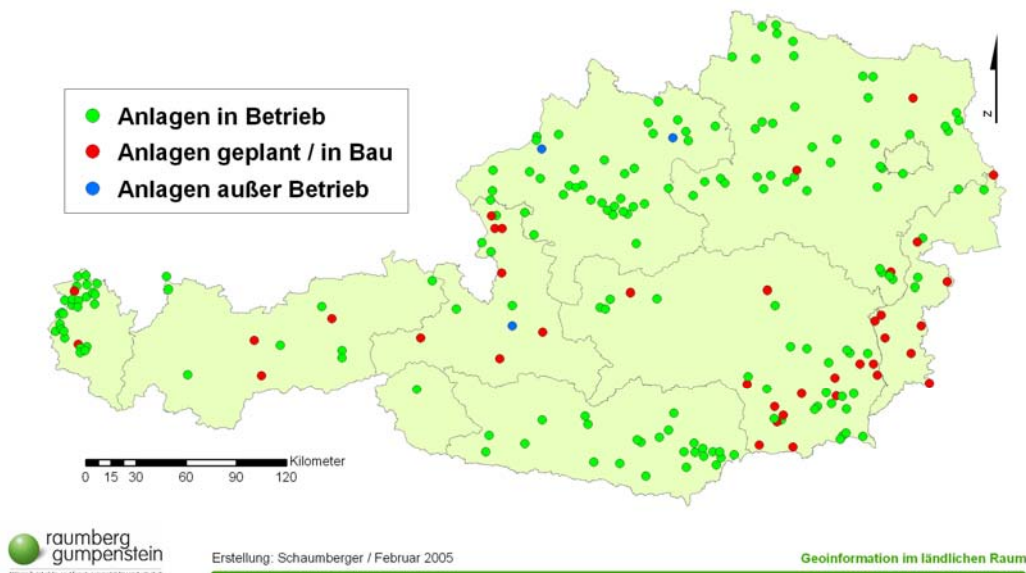 Anlagen in Betrieb
Anlagen geplant / in Bau
Anlagen außer Betrieb
N
Kilometer
0 15 30 60 90 120
raumberg
gumpenstein
Erstellung: Schaumberger / Februar 2005
Geoinformation im ländlichen Raum